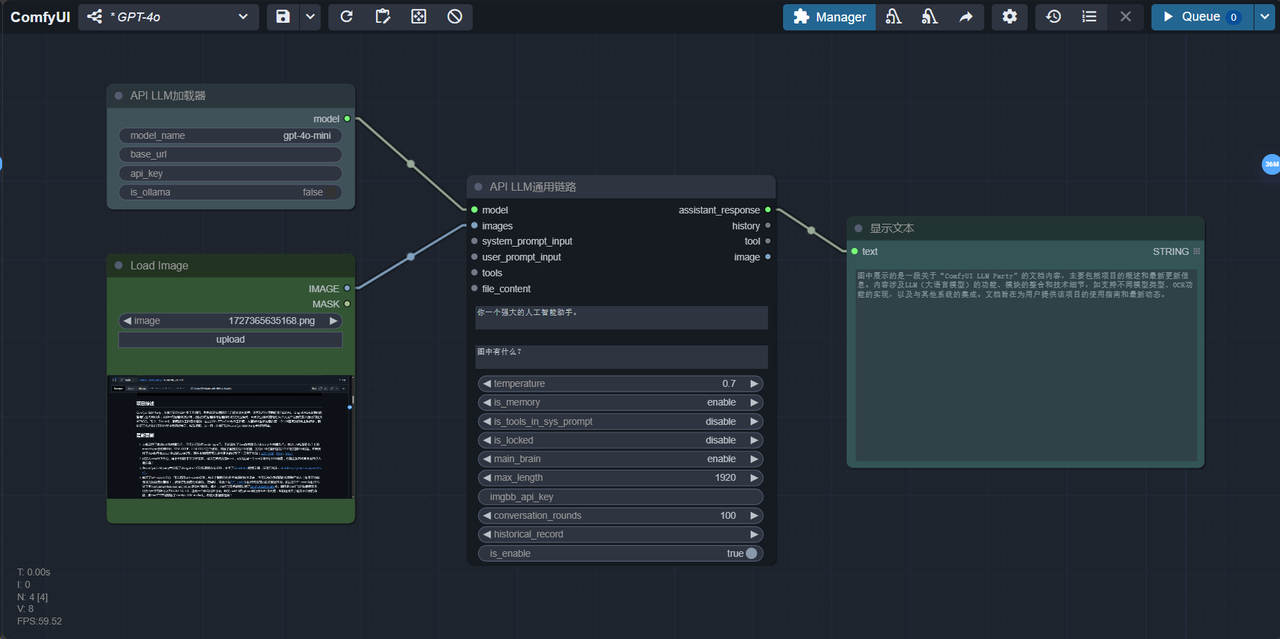 ComfyUI
* GPT-4o
Manager
Queue 0
36M
API LLM加载器
model
model_name gpt-4o-mini
base_url
api_key
is_ollama false
Load Image
IMAGE
MASK
image 1727365635168.png
upload
API LLM通用链路
model assistant_response
images history
system_prompt_input tool
user_prompt_input image
tools
file_content
你一个强大的人工智能助手。
图中有什么?
temperature 0.7
is_memory enable
is_tools_in_sys_prompt disable
is_locked disable
main_brain enable
max_length 1920
imgbb_api_key
conversation_rounds 100
historical_record
is_enable true
显示文本
text STRING
图中展示的是一段关于“ComfyUI LLM Party”的文档内容,主要包括项目的概述和最新更新信
息。内容涉及LLM(大语言模型)的功能、模块的整合和技术细节,如支持不同模型类型、OCR功
能的实现,以及与其他系统的集成。文档旨在为用户提供该项目的使用指南和最新动态。
T: 0.00s
I: 0
N: 4 [4]
V: 8
FPS:59.52